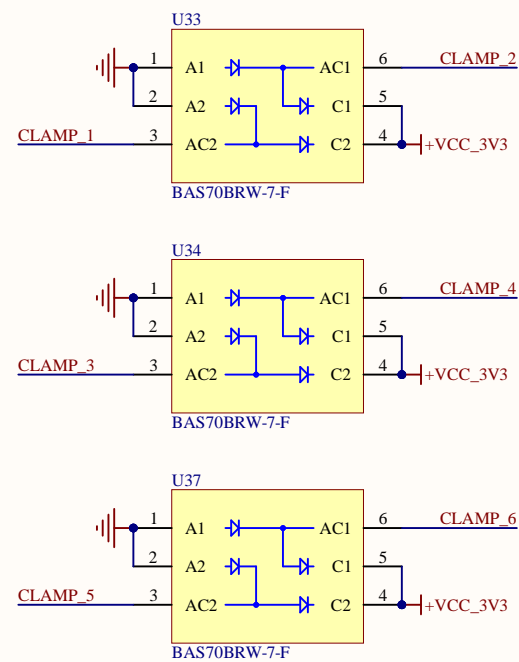 U33
1 A1 AC1 6 CLAMP_2
2 A2 C1 5
CLAMP_1 3 AC2 C2 4 +VCC_3V3
BAS70BRW-7-F
U34
1 A1 AC1 6 CLAMP_4
2 A2 C1 5
CLAMP_3 3 AC2 C2 4 +VCC_3V3
BAS70BRW-7-F
U37
1 A1 AC1 6 CLAMP_6
2 A2 C1 5
CLAMP_5 3 AC2 C2 4 +VCC_3V3
BAS70BRW-7-F